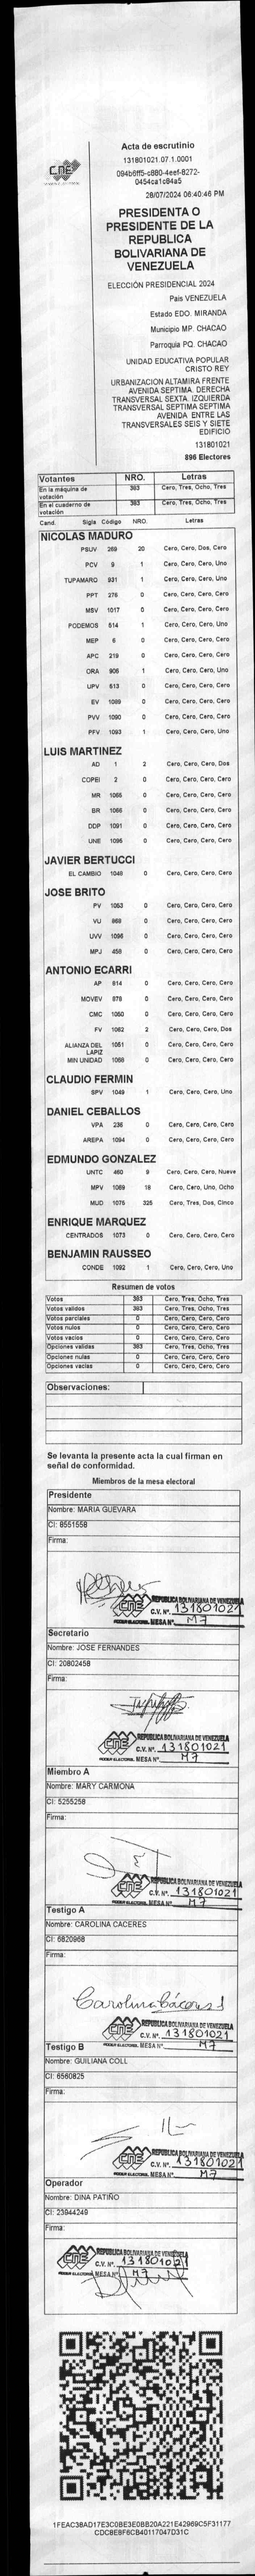 CNE
Acta de escrutinio
131801021.07.1.0001
094b6ff5-c880-4eef-8272-
0454ca1c84a5
28/07/2024 06:40:46 PM
PRESIDENTA O
PRESIDENTE DE LA
REPUBLICA
BOLIVARIANA DE
VENEZUELA
ELECCIÓN PRESIDENCIAL 2024
Pais VENEZUELA
Estado EDO. MIRANDA
Municipio MP. CHACAO
Parroquia PQ. CHACAO
UNIDAD EDUCATIVA POPULAR
CRISTO REY
URBANIZACION ALTAMIRA FRENTE
AVENIDA SEPTIMA. DERECHA
TRANSVERSAL SEXTA. IZQUIERDA
TRANSVERSAL SEPTIMA SEPTIMA
AVENIDA ENTRE LAS
TRANSVERSALES SEIS Y SIETE
EDIFICIO
131801021
896 Electores
Votantes NRO. Letras
En la máquina de votación 383 Cero, Tres, Ocho, Tres
En el cuaderno de votación 383 Cero, Tres, Ocho, Tres
Cand. Sigla Código NRO. Letras
NICOLAS MADURO
PSUV 269 20 Cero, Cero, Dos, Cero
PCV 9 1 Cero, Cero, Cero, Uno
TUPAMARO 931 1 Cero, Cero, Cero, Uno
PPT 276 0 Cero, Cero, Cero, Cero
MSV 1017 0 Cero, Cero, Cero, Cero
PODEMOS 514 1 Cero, Cero, Cero, Uno
MEP 6 0 Cero, Cero, Cero, Cero
APC 219 0 Cero, Cero, Cero, Cero
ORA 906 1 Cero, Cero, Cero, Uno
UPV 613 0 Cero, Cero, Cero, Cero
EV 1089 0 Cero, Cero, Cero, Cero
PVV 1090 0 Cero, Cero, Cero, Cero
PFV 1093 1 Cero, Cero, Cero, Uno
LUIS MARTINEZ
AD 1 2 Cero, Cero, Cero, Dos
COPEI 2 0 Cero, Cero, Cero, Cero
MR 1065 0 Cero, Cero, Cero, Cero
BR 1066 0 Cero, Cero, Cero, Cero
DDP 1091 0 Cero, Cero, Cero, Cero
UNE 1095 0 Cero, Cero, Cero, Cero
JAVIER BERTUCCI
EL CAMBIO 1048 0 Cero, Cero, Cero, Cero
JOSE BRITO
PV 1053 0 Cero, Cero, Cero, Cero
VU 868 0 Cero, Cero, Cero, Cero
UVV 1096 0 Cero, Cero, Cero, Cero
MPJ 458 0 Cero, Cero, Cero, Cero
ANTONIO ECARRI
AP 814 0 Cero, Cero, Cero, Cero
MOVEV 878 0 Cero, Cero, Cero, Cero
CMC 1050 0 Cero, Cero, Cero, Cero
FV 1062 2 Cero, Cero, Cero, Dos
ALIANZA DEL LAPIZ 1051 0 Cero, Cero, Cero, Cero
MIN UNIDAD 1058 0 Cero, Cero, Cero, Cero
CLAUDIO FERMIN
SPV 1049 1 Cero, Cero, Cero, Uno
DANIEL CEBALLOS
VPA 236 0 Cero, Cero, Cero, Cero
AREPA 1094 0 Cero, Cero, Cero, Cero
EDMUNDO GONZALEZ
UNTC 460 9 Cero, Cero, Cero, Nueve
MPV 1069 18 Cero, Cero, Uno, Ocho
MUD 1075 325 Cero, Tres, Dos, Cinco
ENRIQUE MARQUEZ
CENTRADOS 1073 0 Cero, Cero, Cero, Cero
BENJAMIN RAUSSEO
CONDE 1092 1 Cero, Cero, Cero, Uno
Resumen de votos
Votos 383 Cero, Tres, Ocho, Tres
Votos validos 383 Cero, Tres, Ocho, Tres
Votos parciales 0 Cero, Cero, Cero, Cero
Votos nulos 0 Cero, Cero, Cero, Cero
Votos vacios 0 Cero, Cero, Cero, Cero
Opciones validas 383 Cero, Tres, Ocho, Tres
Opciones nulas 0 Cero, Cero, Cero, Cero
Opciones vacias 0 Cero, Cero, Cero, Cero
Observaciones:
Se levanta la presente acta la cual firman en
señal de conformidad.
Miembros de la mesa electoral
Presidente
Nombre: MARIA GUEVARA
CI: 8551558
Firma:
CNE REPUBLICA BOLIVARIANA DE VENEZUELA
C.V. Nº. 131801021
PODER ELECTORAL MESA Nº. M7
Secretario
Nombre: JOSE FERNANDES
CI: 20802458
Firma:
CNE REPUBLICA BOLIVARIANA DE VENEZUELA
C.V. Nº. 131801021
PODER ELECTORAL MESA Nº. M7
Miembro A
Nombre: MARY CARMONA
CI: 5255258
Firma:
CNE REPUBLICA BOLIVARIANA DE VENEZUELA
C.V. Nº. 131801021
PODER ELECTORAL MESA Nº. M7
Testigo A
Nombre: CAROLINA CACERES
CI: 6820968
Firma:
Carolina Cáceres
CNE REPUBLICA BOLIVARIANA DE VENEZUELA
C.V. Nº. 131801021
PODER ELECTORAL MESA Nº. M7
Testigo B
Nombre: GUILIANA COLL
CI: 6560825
Firma:
CNE REPUBLICA BOLIVARIANA DE VENEZUELA
C.V. Nº. 131801021
PODER ELECTORAL MESA Nº. M7
Operador
Nombre: DINA PATIÑO
CI: 23944249
Firma:
CNE REPUBLICA BOLIVARIANA DE VENEZUELA
C.V. Nº. 131801021
PODER ELECTORAL MESA Nº. M7
1FEAC38AD17E3C0BE3E0BB20A221E42969C5F31177
CDC8E8F6CB40117047D31C